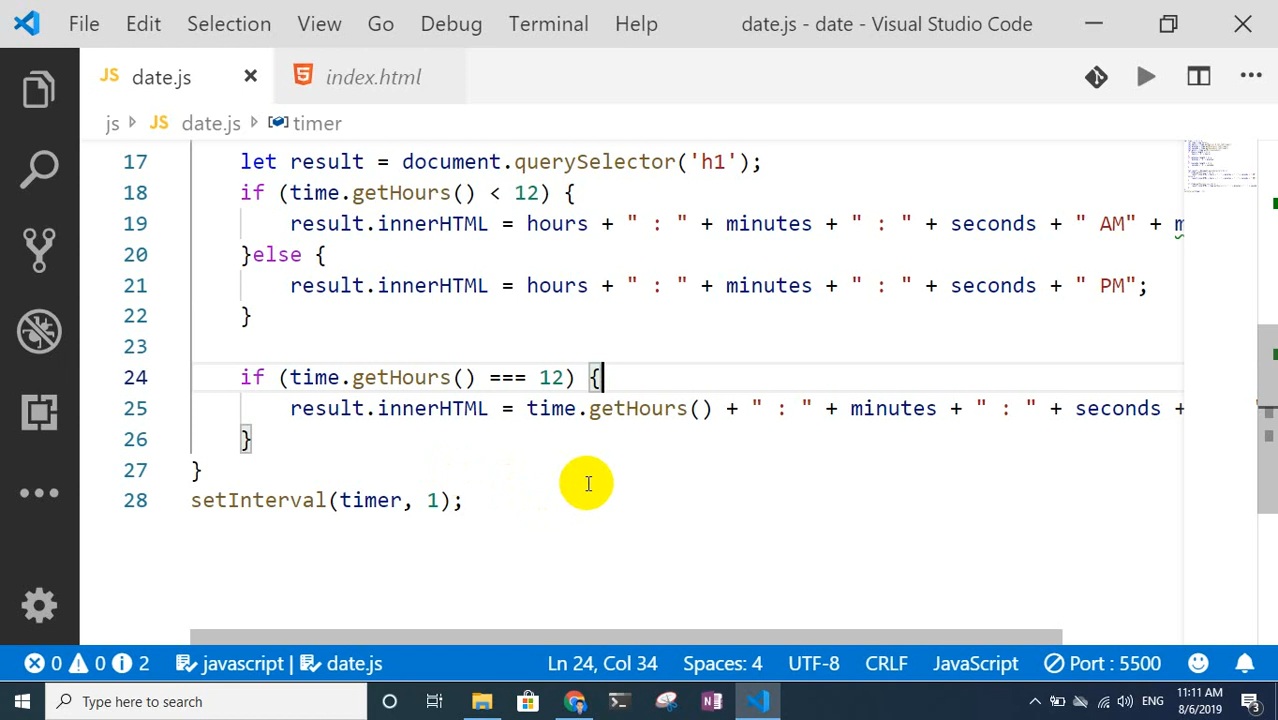 File Edit Selection View Go Debug Terminal Help date.js - date - Visual Studio Code
JS date.js index.html
js JS date.js timer
17 let result = document.querySelector('h1');
18 if (time.getHours() < 12) {
19 result.innerHTML = hours + " : " + minutes + " : " + seconds + " AM" + m
20 }else {
21 result.innerHTML = hours + " : " + minutes + " : " + seconds + " PM";
22 }
23
24 if (time.getHours() === 12) {
25 result.innerHTML = time.getHours() + " : " + minutes + " : " + seconds +
26 }
27 }
28 setInterval(timer, 1);
0 0 2 javascript | date.js Ln 24, Col 34 Spaces: 4 UTF-8 CRLF JavaScript Port : 5500
Type here to search ENG 11:11 AM
8/6/2019 3